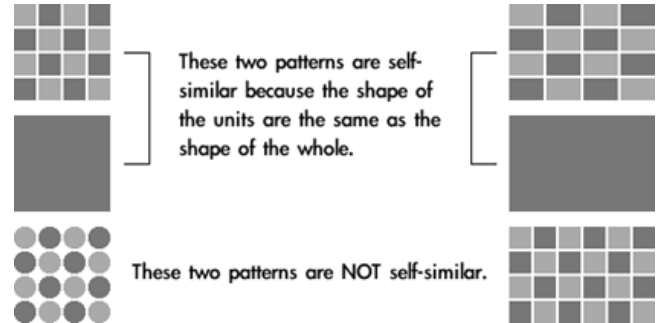 These two patterns are self-
similar because the shape of
the units are the same as the
shape of the whole.
These two patterns are NOT self-similar.